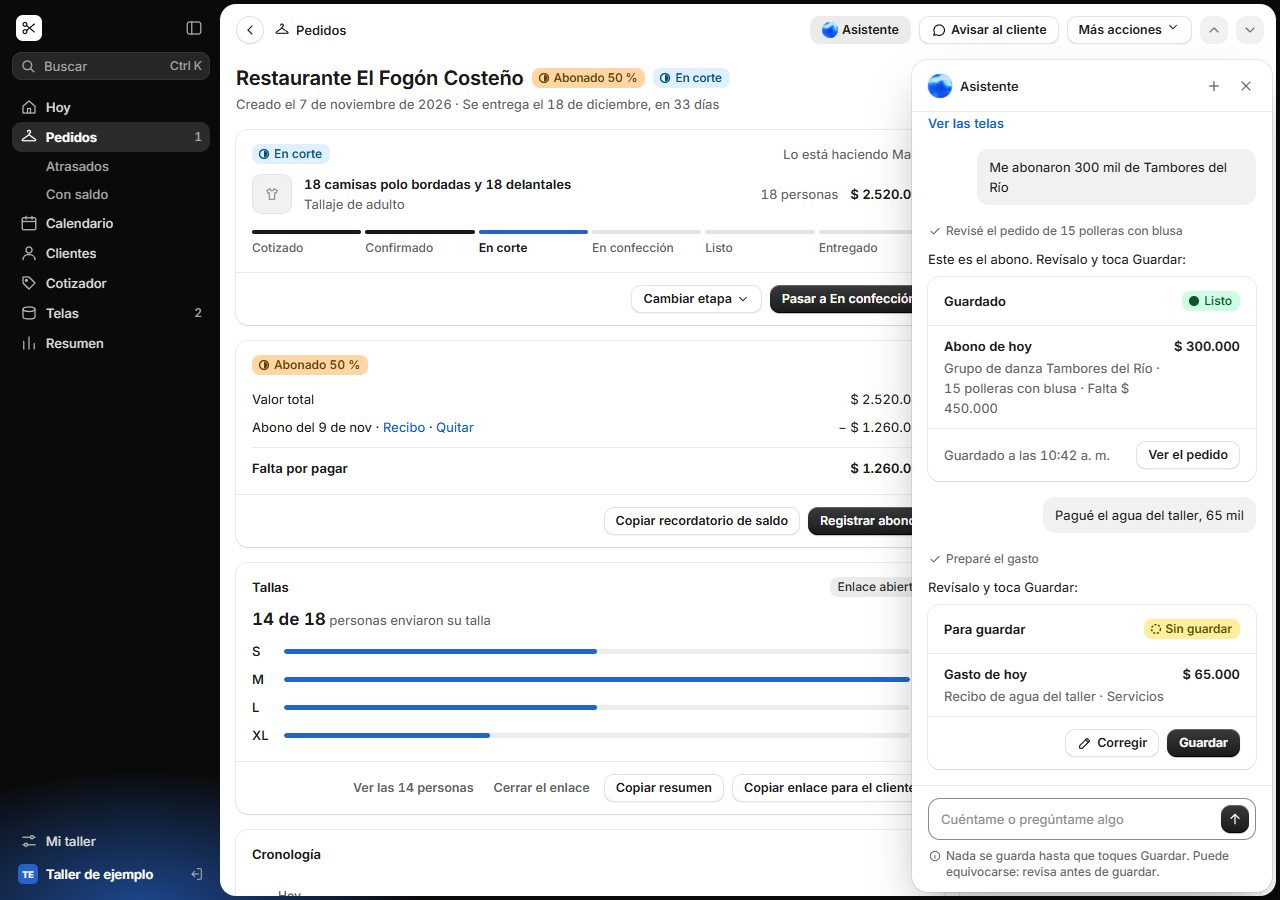 Buscar
Ctrl K
Hoy
Pedidos
1
Atrasados
Con saldo
Calendario
Clientes
Cotizador
Telas
2
Resumen
Mi taller
TE
Taller de ejemplo
Pedidos
Asistente
Avisar al cliente
Más acciones
Restaurante El Fogón Costeño
Abonado 50 %
En corte
Creado el 7 de noviembre de 2026 · Se entrega el 18 de diciembre, en 33 días
En corte
Lo está haciendo
18 camisas polo bordadas y 18 delantales
Tallaje de adulto
18 personas
$ 2.520.0
Cotizado
Confirmado
En corte
En confección
Listo
Entregado
Cambiar etapa
Pasar a En confección
Abonado 50 %
Valor total
$ 2.520.0
Abono del 9 de nov · Recibo · Quitar
− $ 1.260.0
Falta por pagar
$ 1.260.0
Copiar recordatorio de saldo
Registrar abono
Tallas
Enlace abiert
14 de 18 personas enviaron su talla
S
M
L
XL
Ver las 14 personas
Cerrar el enlace
Copiar resumen
Copiar enlace para el cliente
Cronología
Hoy
Asistente
Ver las telas
Me abonaron 300 mil de Tambores del
Río
Revisé el pedido de 15 polleras con blusa
Este es el abono. Revísalo y toca Guardar:
Guardado
Listo
Abono de hoy
$ 300.000
Grupo de danza Tambores del Río ·
15 polleras con blusa · Falta $
450.000
Guardado a las 10:42 a. m.
Ver el pedido
Pagué el agua del taller, 65 mil
Preparé el gasto
Revísalo y toca Guardar:
Para guardar
Sin guardar
Gasto de hoy
$ 65.000
Recibo de agua del taller · Servicios
Corregir
Guardar
Cuéntame o pregúntame algo
Nada se guarda hasta que toques Guardar. Puede
equivocarse: revisa antes de guardar.